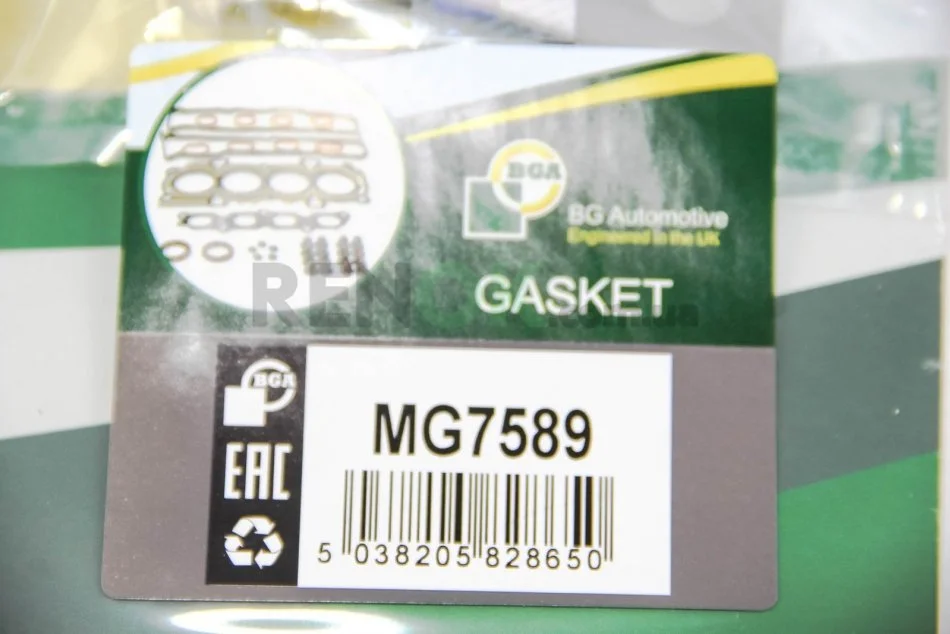 BGA
BG Automotive
Engineered in the UK
GASKET
BGA
MG7589
EAC
5 038205 828650